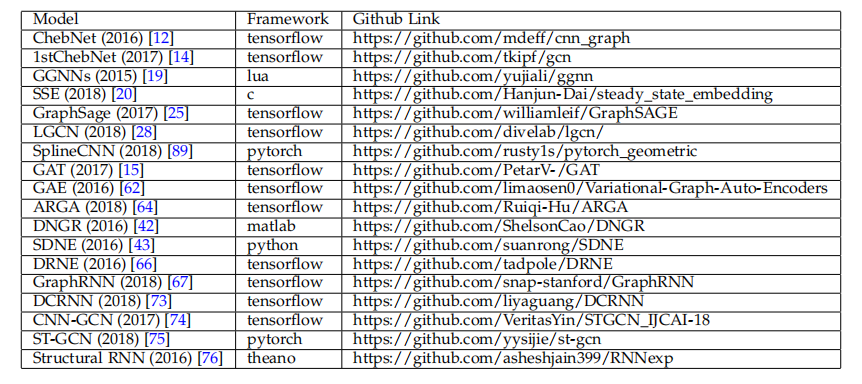 Model Framework Github Link
ChebNet (2016) [12] tensorflow https://github.com/mdeff/cnn_graph
1stChebNet (2017) [14] tensorflow https://github.com/tkipf/gcn
GGNNs (2015) [19] lua https://github.com/yujiali/ggnn
SSE (2018) [20] c https://github.com/Hanjun-Dai/steady_state_embedding
GraphSage (2017) [25] tensorflow https://github.com/williamleif/GraphSAGE
LGCN (2018) [28] tensorflow https://github.com/divelab/lgcn/
SplineCNN (2018) [89] pytorch https://github.com/rusty1s/pytorch_geometric
GAT (2017) [15] tensorflow https://github.com/PetarV-/GAT
GAE (2016) [62] tensorflow https://github.com/limaosen0/Variational-Graph-Auto-Encoders
ARGA (2018) [64] tensorflow https://github.com/Ruiqi-Hu/ARGA
DNGR (2016) [42] matlab https://github.com/ShelsonCao/DNGR
SDNE (2016) [43] python https://github.com/suanrong/SDNE
DRNE (2016) [66] tensorflow https://github.com/tadpole/DRNE
GraphRNN (2018) [67] tensorflow https://github.com/snap-stanford/GraphRNN
DCRNN (2018) [73] tensorflow https://github.com/liyaguang/DCRNN
CNN-GCN (2017) [74] tensorflow https://github.com/VeritasYin/STGCN_IJCAI-18
ST-GCN (2018) [75] pytorch https://github.com/yysijie/st-gcn
Structural RNN (2016) [76] theano https://github.com/asheshjain399/RNNexp